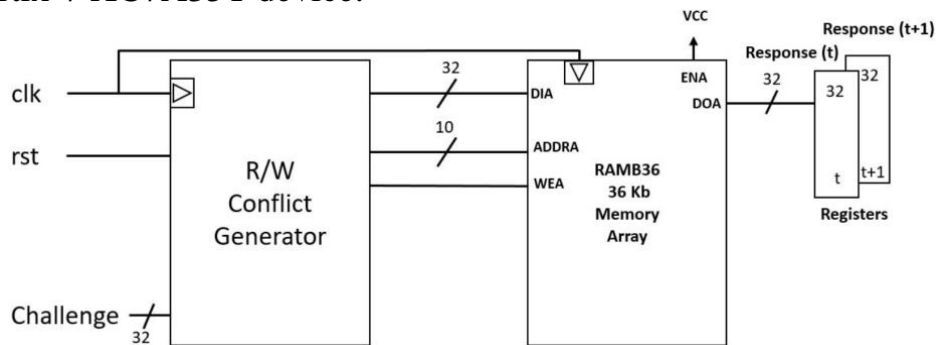 VCC
Response (t+1)
Response (t)
clk
32
32
32
ENA
DIA
DOA
32
10
rst
ADDRA
R/W
Conflict
Generator
WEA
RAMB36
36 Kb
Memory
Array
t
t+1
Registers
Challenge
32